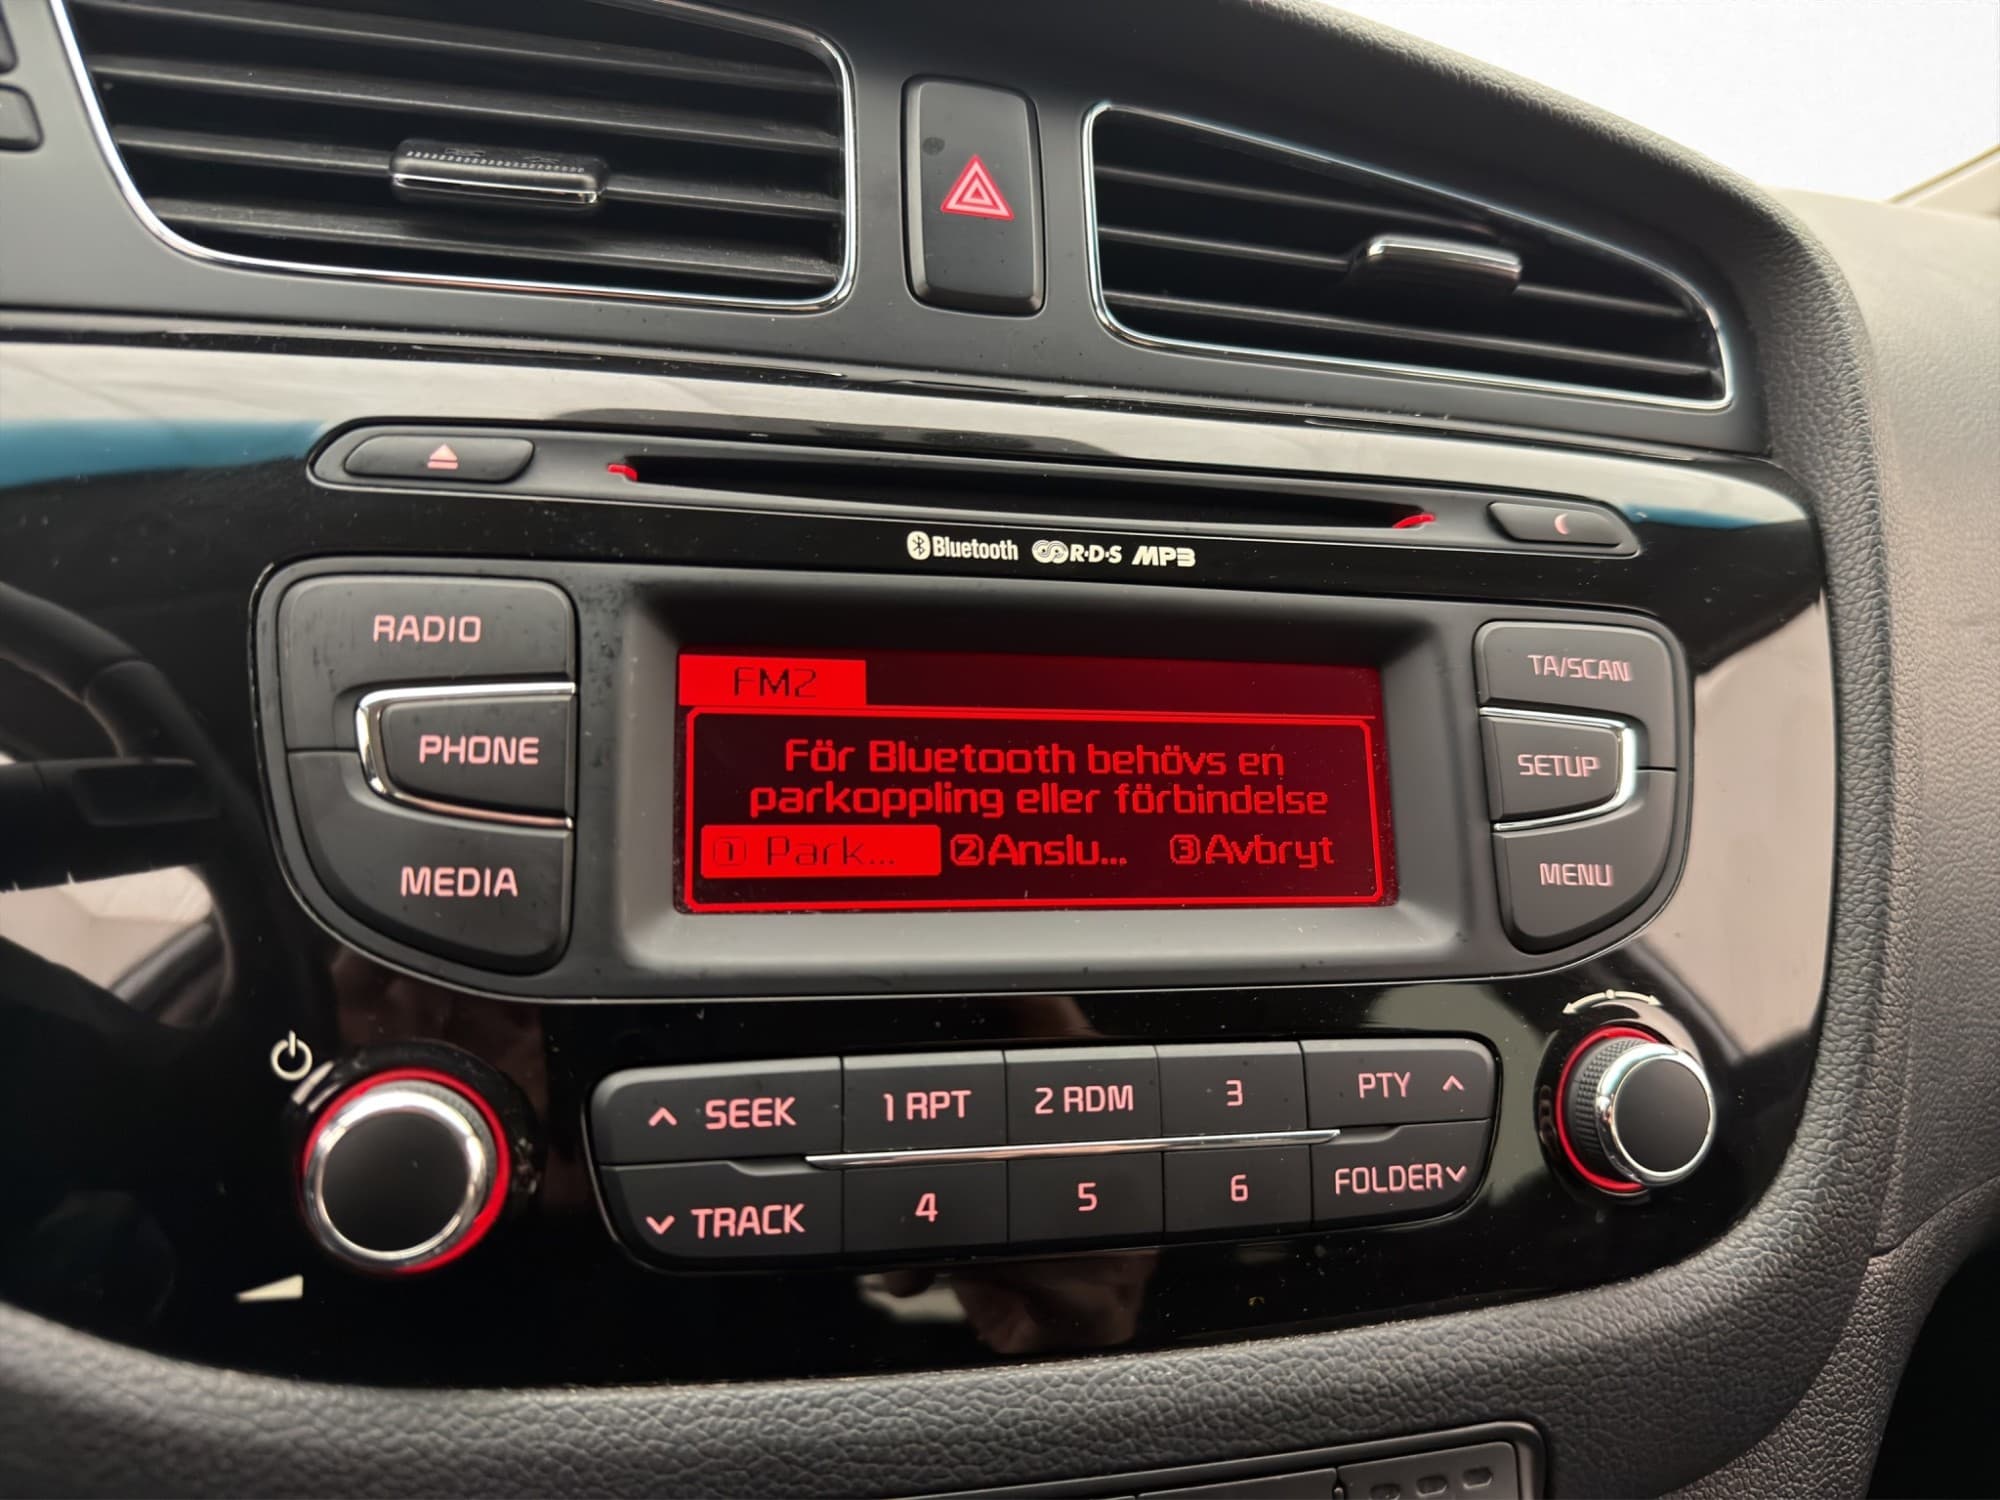 Bluetooth R·D·S MP3
RADIO
PHONE
MEDIA
FM2
För Bluetooth behövs en
parkoppling eller förbindelse
1 Park... 2 Anslu... 3 Avbryt
TA/SCAN
SETUP
MENU
SEEK 1 RPT 2 RDM 3 PTY
TRACK 4 5 6 FOLDER